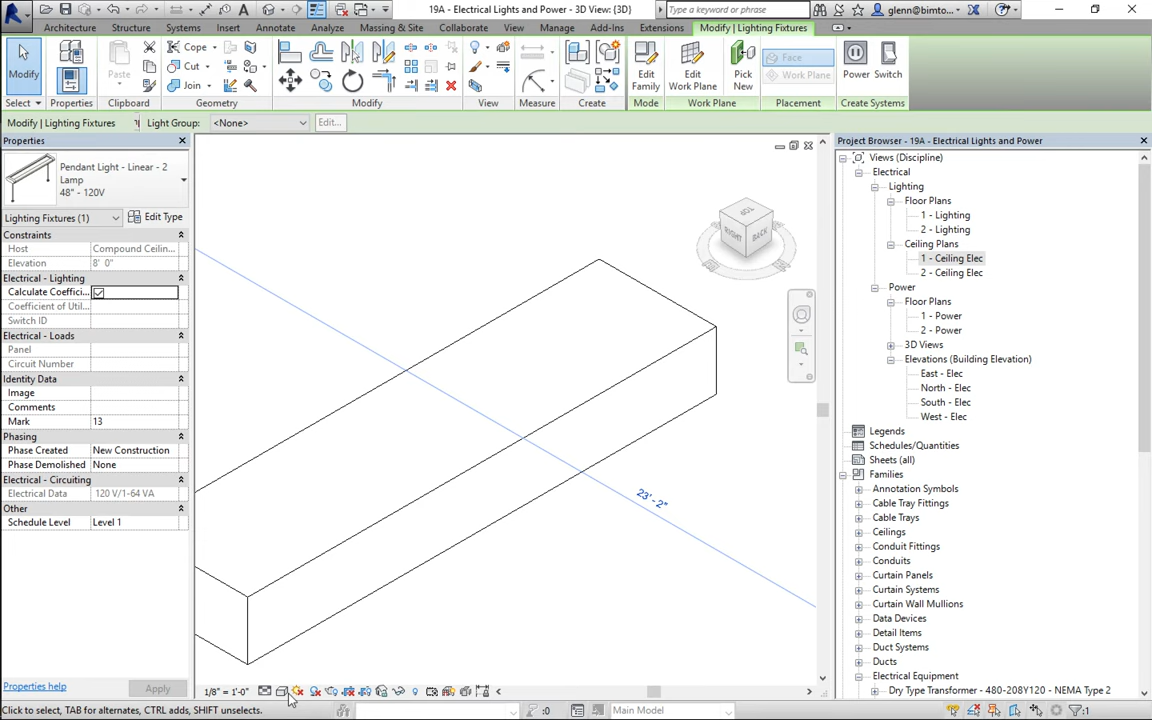 19A - Electrical Lights and Power - 3D View: {3D}
Type a keyword or phrase
glenn@bimto...
Architecture Structure Systems Insert Annotate Analyze Massing & Site Collaborate View Manage Add-Ins Extensions Modify | Lighting Fixtures
Modify
Select
Properties
Paste
Clipboard
Cope
Cut
Join
Geometry
Modify
View
Measure
Create
Edit Family
Mode
Edit Work Plane
Pick New
Work Plane
Face
Work Plane
Placement
Power Switch
Create Systems
Modify | Lighting Fixtures
Light Group: <None>
Edit...
Properties
Pendant Light - Linear - 2 Lamp
48" - 120V
Lighting Fixtures (1)
Edit Type
Constraints
Host Compound Ceilin...
Elevation 8' 0"
Electrical - Lighting
Calculate Coeffici...
Coefficient of Util...
Switch ID
Electrical - Loads
Panel
Circuit Number
Identity Data
Image
Comments
Mark 13
Phasing
Phase Created New Construction
Phase Demolished None
Electrical - Circuiting
Electrical Data 120 V/1-64 VA
Other
Schedule Level Level 1
Properties help
Apply
TOP
RIGHT
BACK
23' - 2"
1/8" = 1'-0"
Project Browser - 19A - Electrical Lights and Power
Views (Discipline)
Electrical
Lighting
Floor Plans
1 - Lighting
2 - Lighting
Ceiling Plans
1 - Ceiling Elec
2 - Ceiling Elec
Power
Floor Plans
1 - Power
2 - Power
3D Views
Elevations (Building Elevation)
East - Elec
North - Elec
South - Elec
West - Elec
Legends
Schedules/Quantities
Sheets (all)
Families
Annotation Symbols
Cable Tray Fittings
Cable Trays
Ceilings
Conduit Fittings
Conduits
Curtain Panels
Curtain Systems
Curtain Wall Mullions
Data Devices
Detail Items
Duct Systems
Ducts
Electrical Equipment
Dry Type Transformer - 480-208Y120 - NEMA Type 2
Click to select, TAB for alternates, CTRL adds, SHIFT unselects.
:0
Main Model
:1